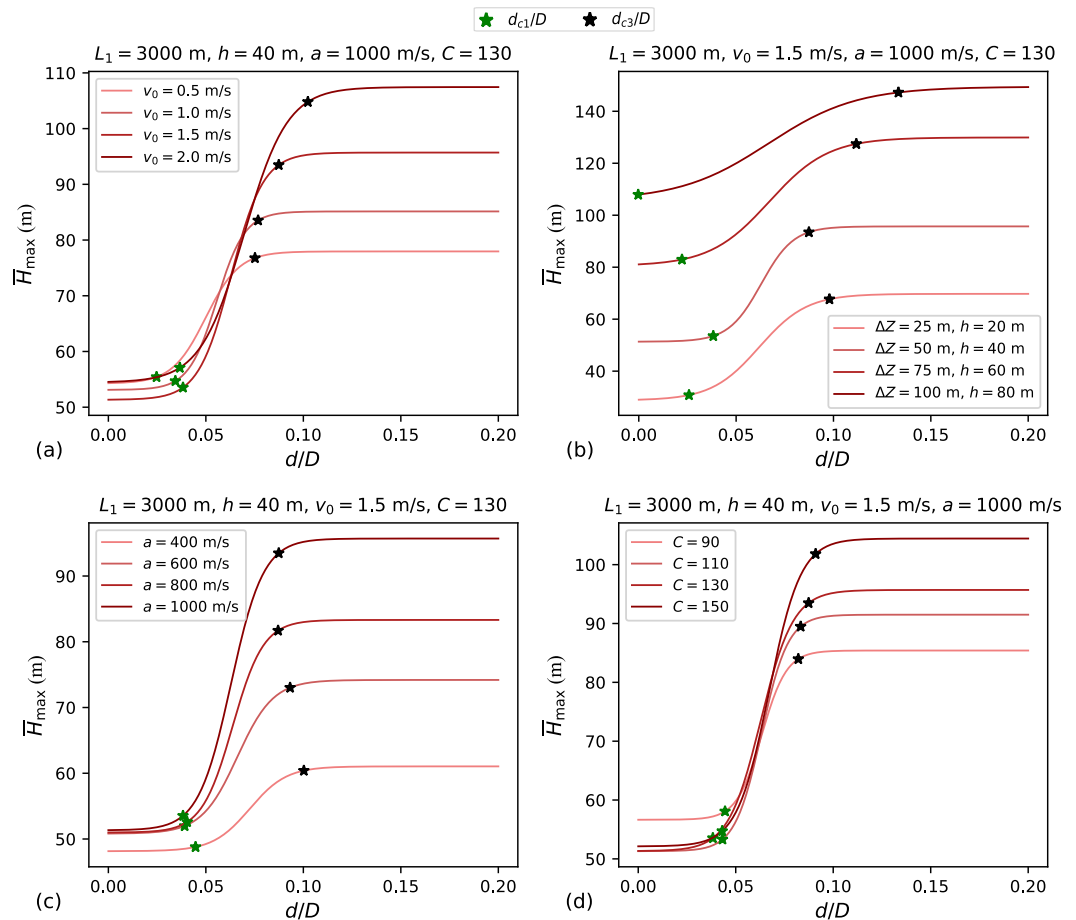 d_{c1}/D d_{c3}/D
L_1 = 3000 m, h = 40 m, a = 1000 m/s, C = 130
110
100
90
80
70
60
50
H̅_max (m)
v_0 = 0.5 m/s
v_0 = 1.0 m/s
v_0 = 1.5 m/s
v_0 = 2.0 m/s
0.00 0.05 0.10 0.15 0.20
(a)
d/D
L_1 = 3000 m, v_0 = 1.5 m/s, a = 1000 m/s, C = 130
140
120
100
80
60
40
H̅_max (m)
ΔZ = 25 m, h = 20 m
ΔZ = 50 m, h = 40 m
ΔZ = 75 m, h = 60 m
ΔZ = 100 m, h = 80 m
0.00 0.05 0.10 0.15 0.20
(b)
d/D
L_1 = 3000 m, h = 40 m, v_0 = 1.5 m/s, C = 130
90
80
70
60
50
H̅_max (m)
a = 400 m/s
a = 600 m/s
a = 800 m/s
a = 1000 m/s
0.00 0.05 0.10 0.15 0.20
(c)
d/D
L_1 = 3000 m, h = 40 m, v_0 = 1.5 m/s, a = 1000 m/s
100
90
80
70
60
50
H̅_max (m)
C = 90
C = 110
C = 130
C = 150
0.00 0.05 0.10 0.15 0.20
(d)
d/D